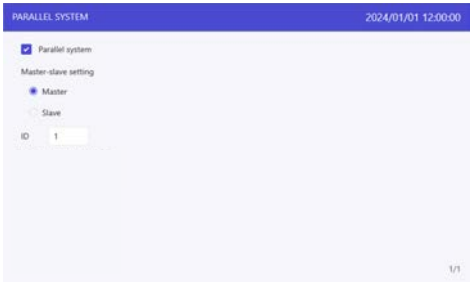 PARALLEL SYSTEM 2024/01/01 12:00:00
Parallel system
Master-slave setting
Master
Slave
ID 1
1/1